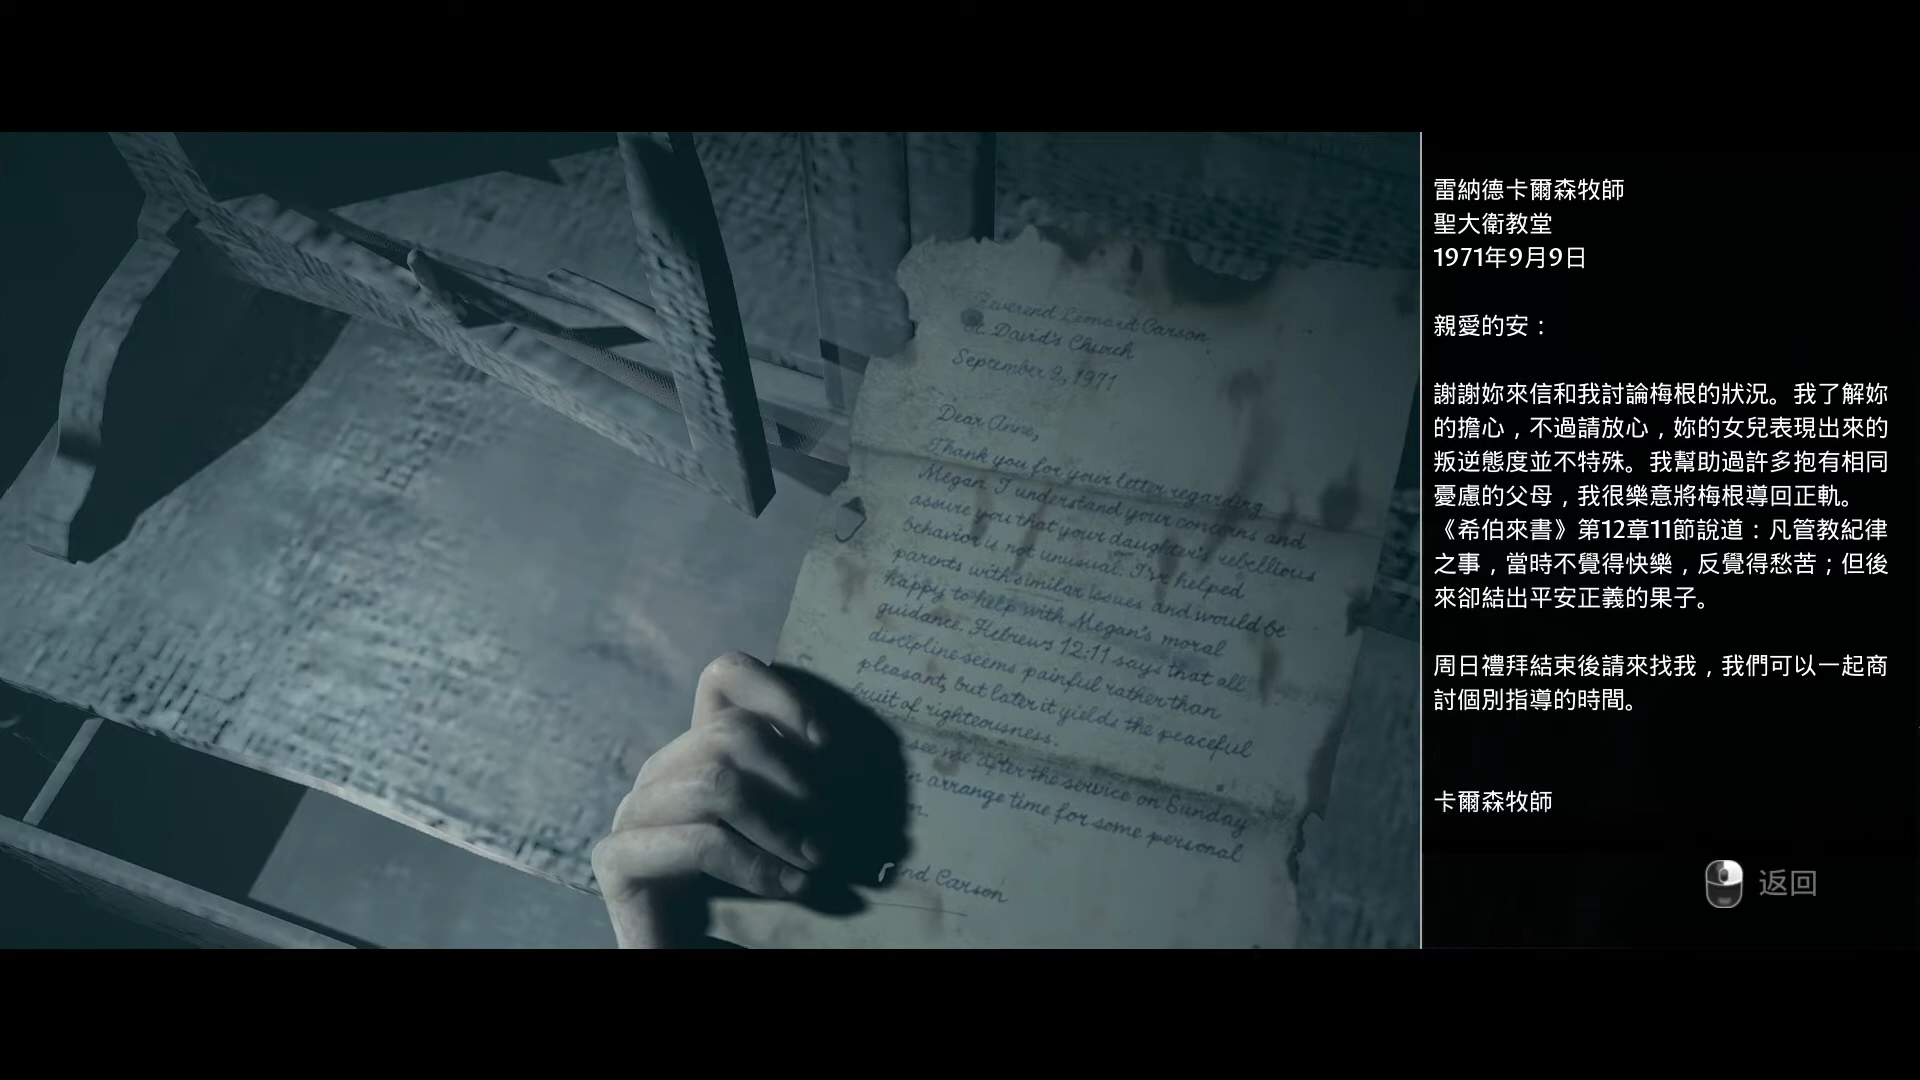 Reverend Leonard Carson
St. David's Church
September 9, 1971
Dear Anne,
Thank you for your letter regarding
Megan. I understand your concerns and
assure you that your daughter's rebellious
behavior is not unusual. I've helped
parents with similar issues and would be
happy to help with Megan's moral
guidance. Hebrews 12:11 says that all
discipline seems painful rather than
pleasant, but later it yields the peaceful
fruit of righteousness.
see me after the service on Sunday
arrange time for some personal
Carson
雷納德卡爾森牧師
聖大衛教堂
1971年9月9日
親愛的安：
謝謝妳來信和我討論梅根的狀況。我了解妳
的擔心，不過請放心，妳的女兒表現出來的
叛逆態度並不特殊。我幫助過許多抱有相同
憂慮的父母，我很樂意將梅根導回正軌。
《希伯來書》第12章11節說道：凡管教紀律
之事，當時不覺得快樂，反覺得愁苦；但後
來卻結出平安正義的果子。
周日禮拜結束後請來找我，我們可以一起商
討個別指導的時間。
卡爾森牧師
返回